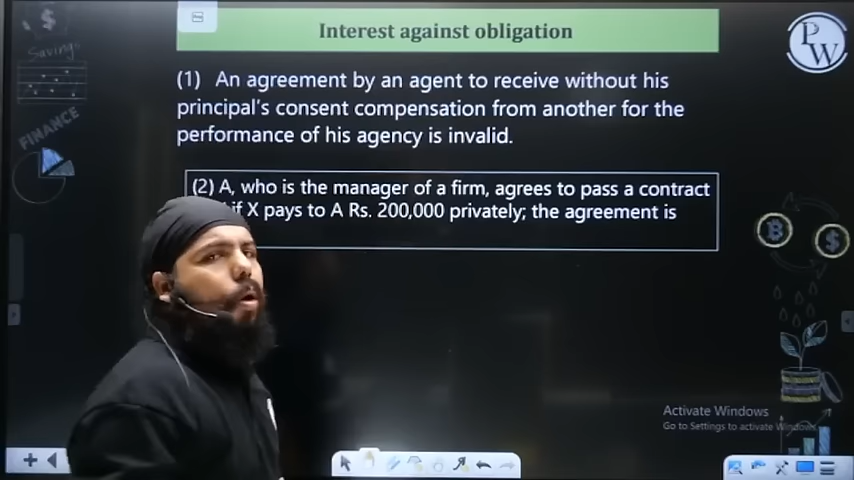 Interest against obligation
P
W
Savings
FINANCE
(1) An agreement by an agent to receive without his
principal's consent compensation from another for the
performance of his agency is invalid.
(2) A, who is the manager of a firm, agrees to pass a contract
if X pays to A Rs. 200,000 privately; the agreement is
Activate Windows
Go to Settings to activate Windows.